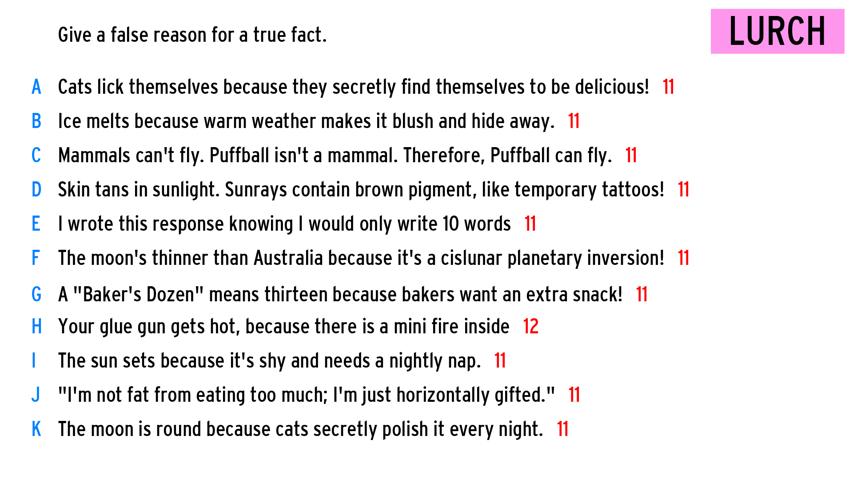 Give a false reason for a true fact.
LURCH
A Cats lick themselves because they secretly find themselves to be delicious! 11
B Ice melts because warm weather makes it blush and hide away. 11
C Mammals can't fly. Puffball isn't a mammal. Therefore, Puffball can fly. 11
D Skin tans in sunlight. Sunrays contain brown pigment, like temporary tattoos! 11
E I wrote this response knowing I would only write 10 words 11
F The moon's thinner than Australia because it's a cislunar planetary inversion! 11
G A "Baker's Dozen" means thirteen because bakers want an extra snack! 11
H Your glue gun gets hot, because there is a mini fire inside 12
I The sun sets because it's shy and needs a nightly nap. 11
J "I'm not fat from eating too much; I'm just horizontally gifted." 11
K The moon is round because cats secretly polish it every night. 11